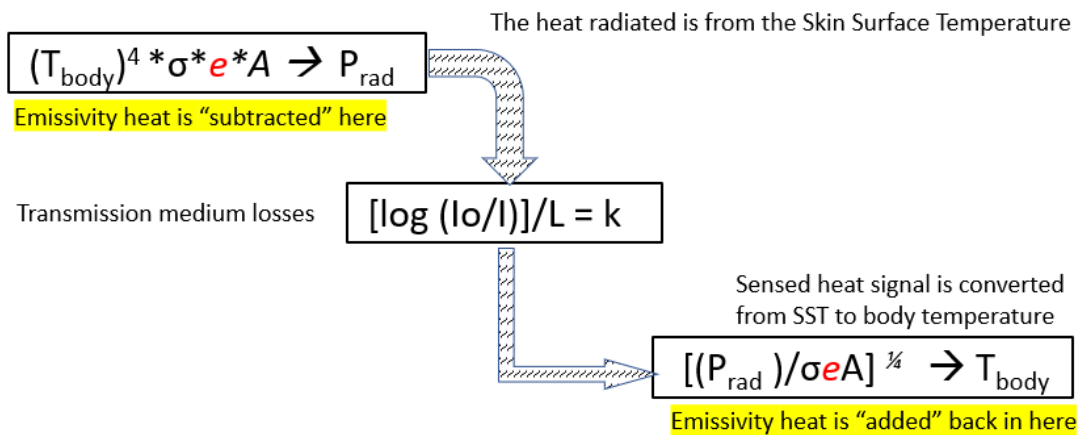 The heat radiated is from the Skin Surface Temperature
(Tbody)⁴ *σ*e*A → Prad
Emissivity heat is “subtracted” here
Transmission medium losses
[log (Io/I)]/L = k
Sensed heat signal is converted
from SST to body temperature
[(Prad )/σeA] ¼ → Tbody
Emissivity heat is “added” back in here